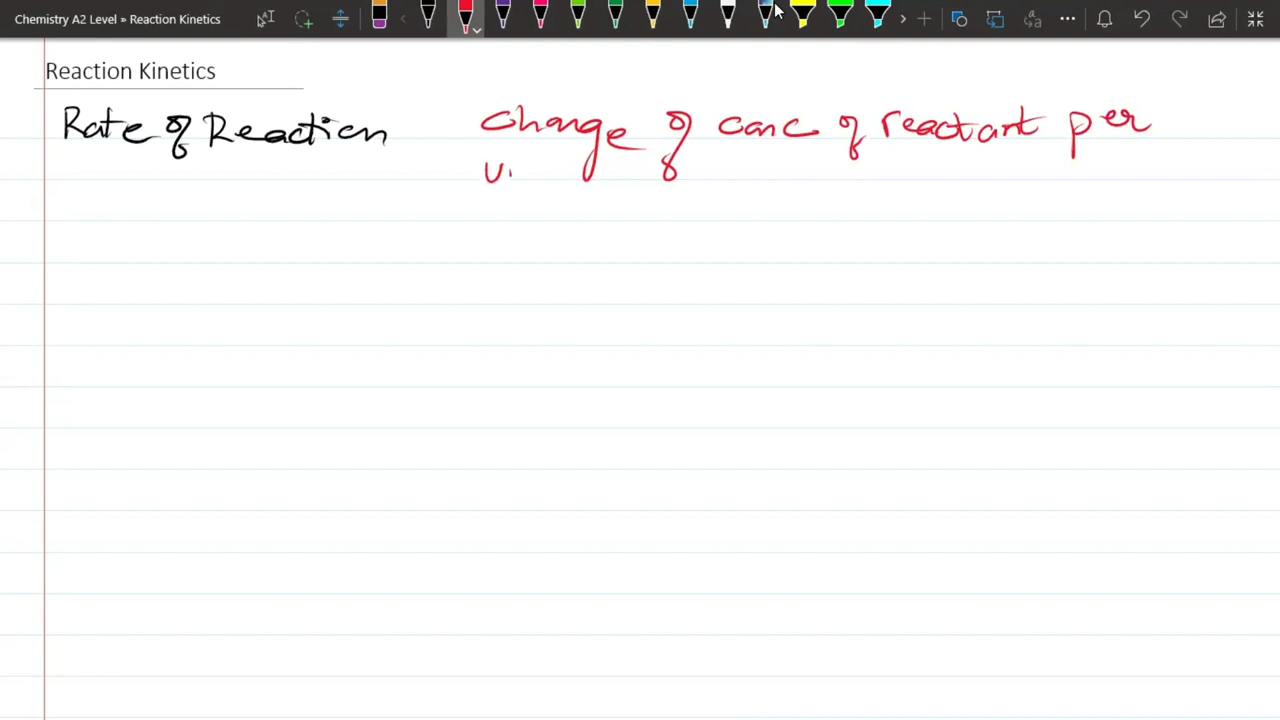 Chemistry A2 Level » Reaction Kinetics
Reaction Kinetics
Rate of Reaction change of conc of reactant per